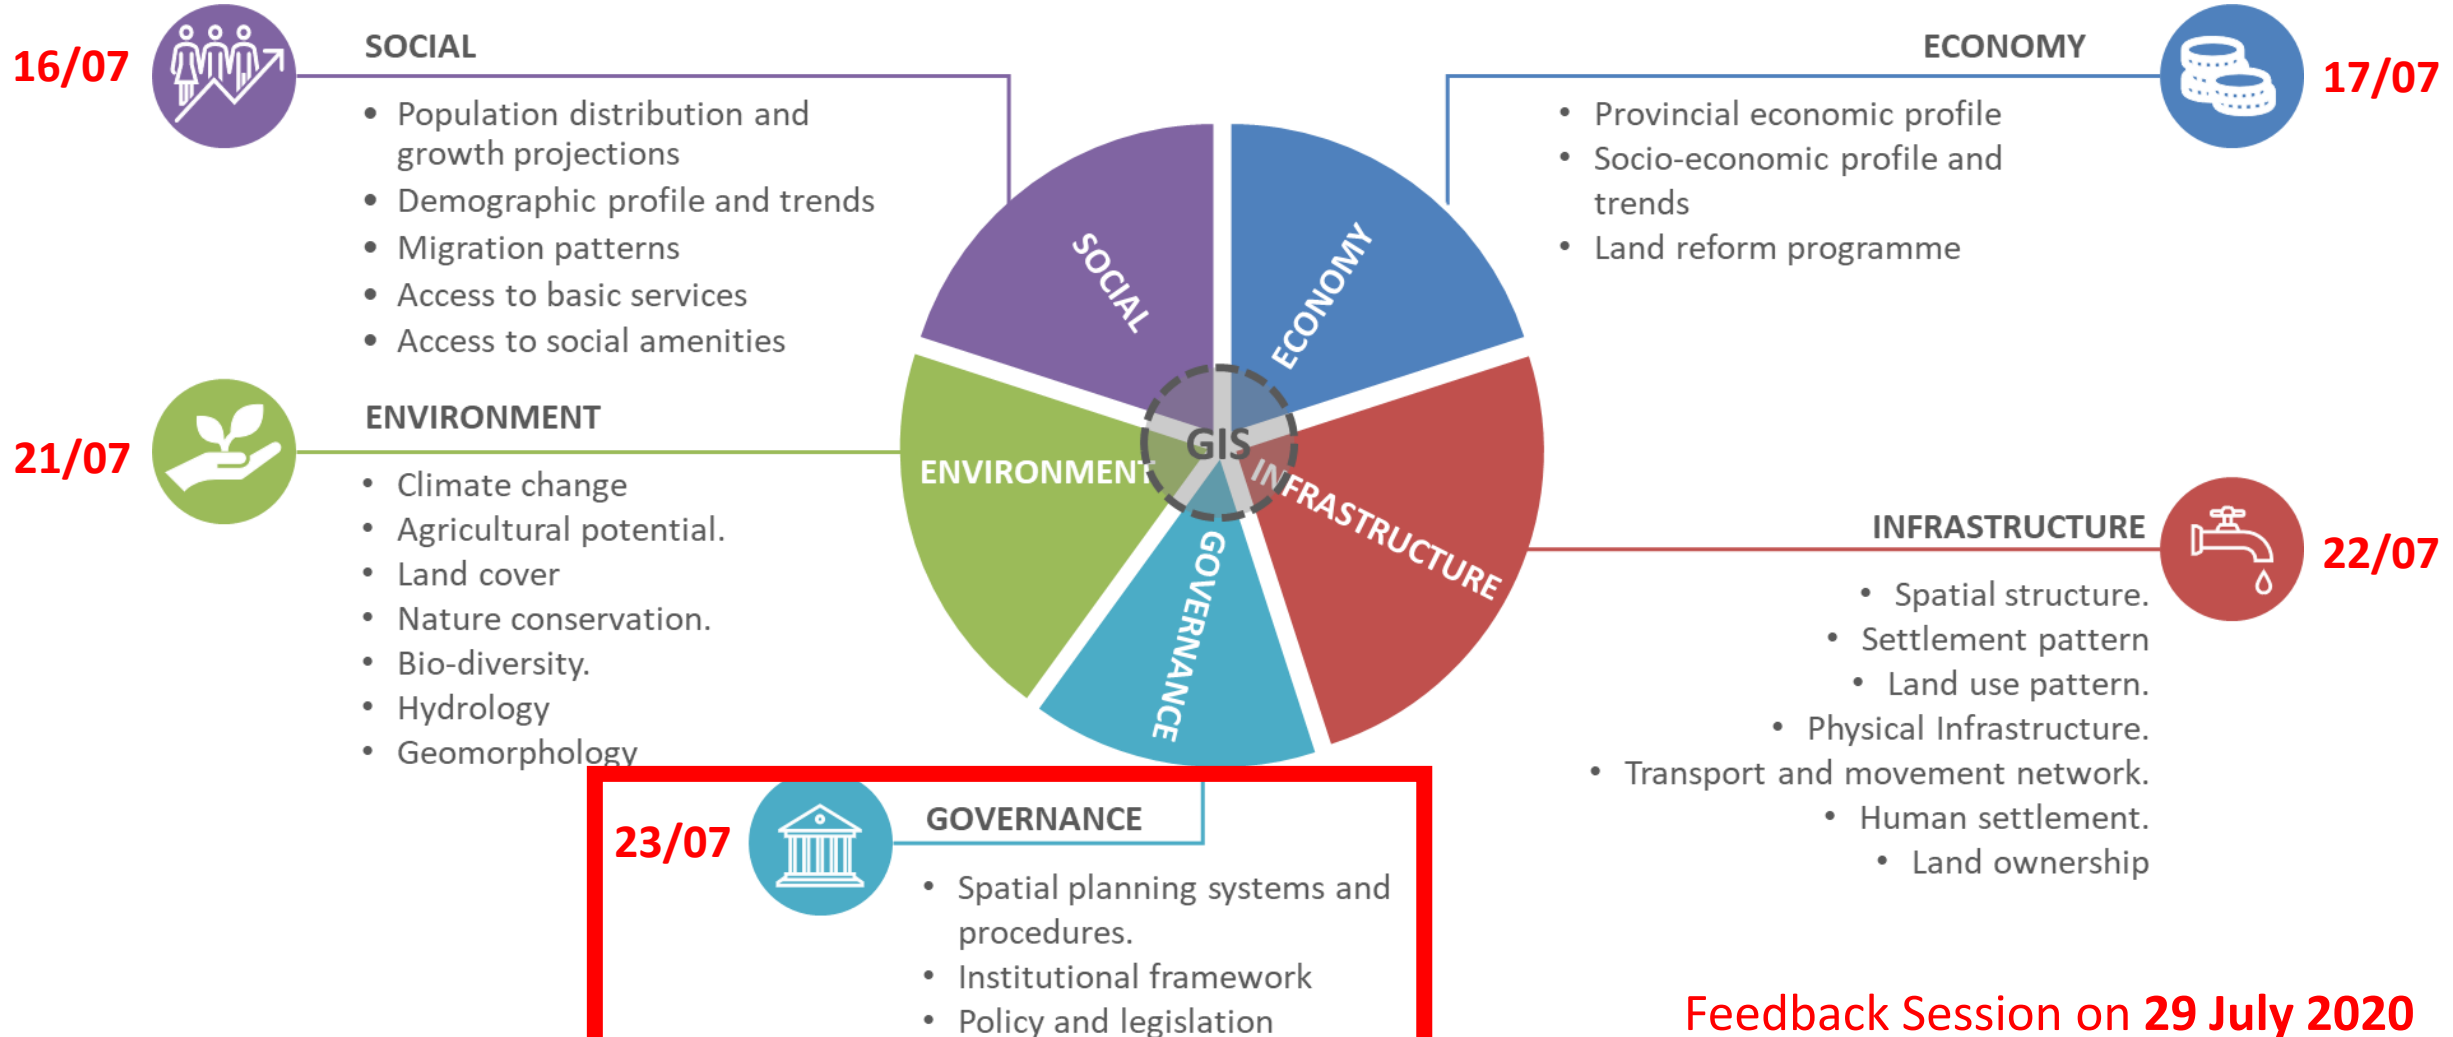 16/07
SOCIAL
• Population distribution and
growth projections
• Demographic profile and trends
• Migration patterns
• Access to basic services
• Access to social amenities
ECONOMY
17/07
• Provincial economic profile
• Socio-economic profile and
trends
• Land reform programme
21/07
ENVIRONMENT
• Climate change
• Agricultural potential.
• Land cover
• Nature conservation.
• Bio-diversity.
• Hydrology
• Geomorphology
SOCIAL
ECONOMY
ENVIRONMENT
GIS
INFRASTRUCTURE
GOVERNANCE
INFRASTRUCTURE
22/07
• Spatial structure.
• Settlement pattern
• Land use pattern.
• Physical Infrastructure.
• Transport and movement network.
• Human settlement.
• Land ownership
23/07
GOVERNANCE
• Spatial planning systems and
procedures.
• Institutional framework
• Policy and legislation
Feedback Session on 29 July 2020